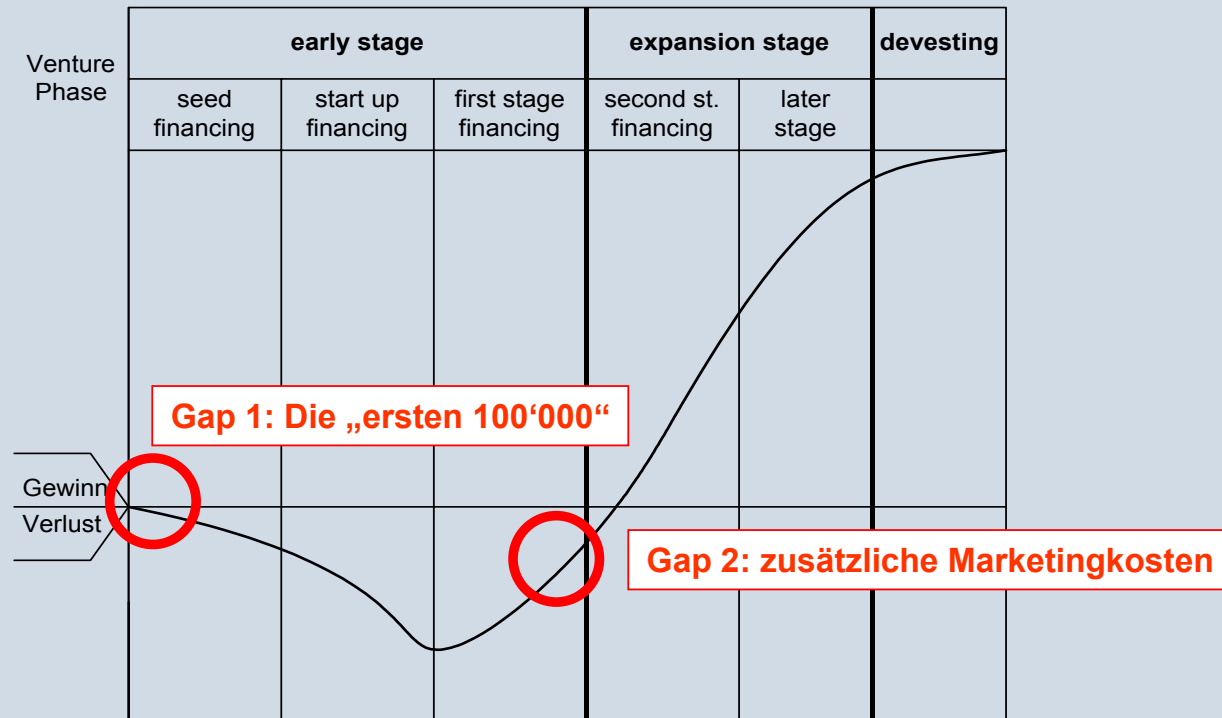 early stage
expansion stage
devesting
Venture
Phase
seed
financing
start up
financing
first stage
financing
second st.
financing
later
stage
Gap 1: Die „ersten 100‘000“
Gewinn
Verlust
Gap 2: zusätzliche Marketingkosten